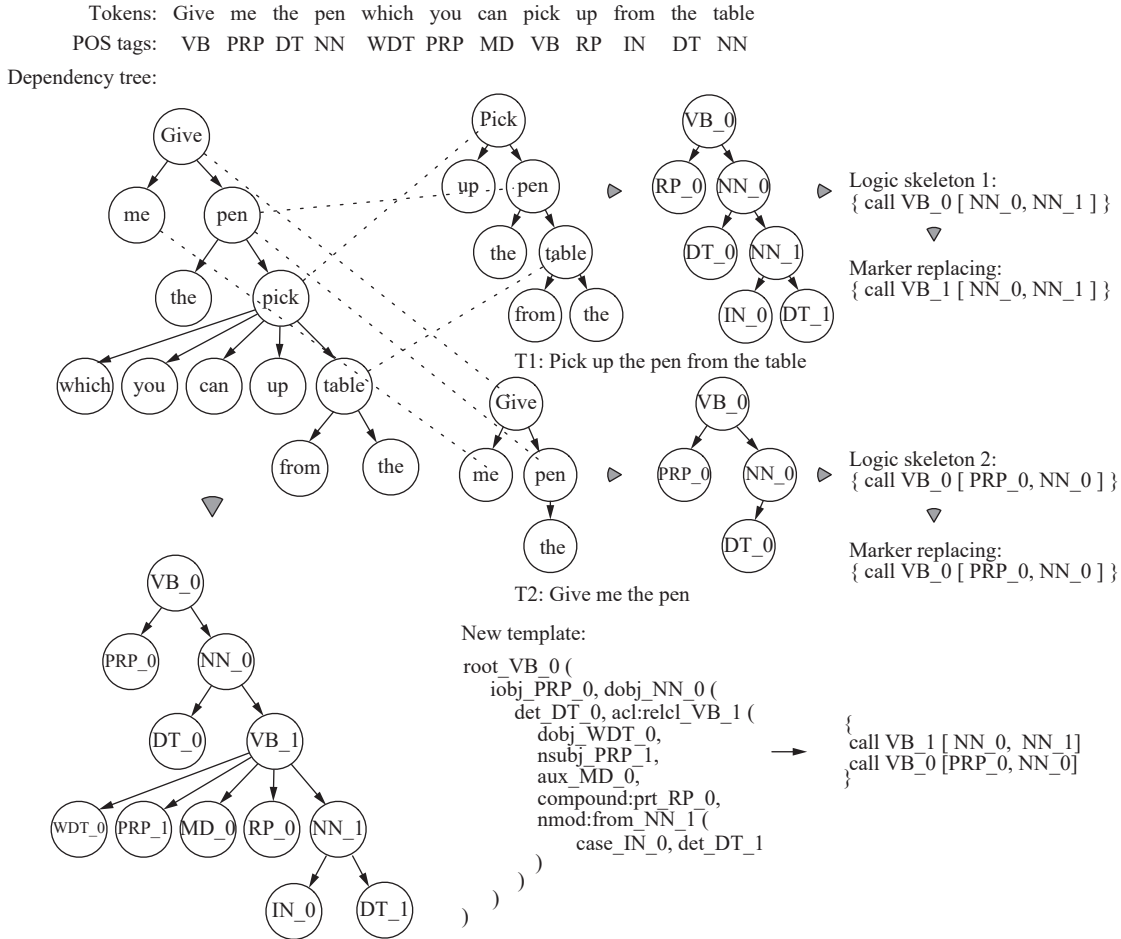 Tokens: Give me the pen which you can pick up from the table
POS tags: VB PRP DT NN WDT PRP MD VB RP IN DT NN
Dependency tree:
Give
me
pen
the
pick
which
you
can
up
table
from
the
Pick
up
pen
the
table
from
the
T1: Pick up the pen from the table
VB_0
RP_0
NN_0
DT_0
NN_1
IN_0
DT_1
Logic skeleton 1:
{ call VB_0 [ NN_0, NN_1 ] }
Marker replacing:
{ call VB_1 [ NN_0, NN_1 ] }
Give
me
pen
the
T2: Give me the pen
VB_0
PRP_0
NN_0
DT_0
Logic skeleton 2:
{ call VB_0 [ PRP_0, NN_0 ] }
Marker replacing:
{ call VB_0 [ PRP_0, NN_0 ] }
VB_0
PRP_0
NN_0
DT_0
VB_1
WDT_0
PRP_1
MD_0
RP_0
NN_1
IN_0
DT_1
New template:
root_VB_0 (
iobj_PRP_0, dobj_NN_0 (
det_DT_0, acl:relcl_VB_1 (
dobj_WDT_0,
nsubj_PRP_1,
aux_MD_0,
compound:prt_RP_0,
nmod:from_NN_1 (
case_IN_0, det_DT_1
)
)
)
)
{
call VB_1 [ NN_0, NN_1]
call VB_0 [PRP_0, NN_0]
}